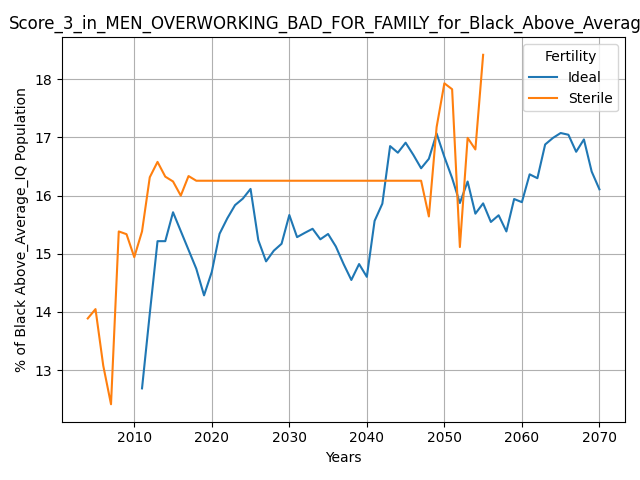 Score_3_in_MEN_OVERWORKING_BAD_FOR_FAMILY_for_Black_Above_Averag
Fertility
Ideal
Sterile
% of Black Above_Average_IQ Population
18
17
16
15
14
13
2010 2020 2030 2040 2050 2060 2070
Years